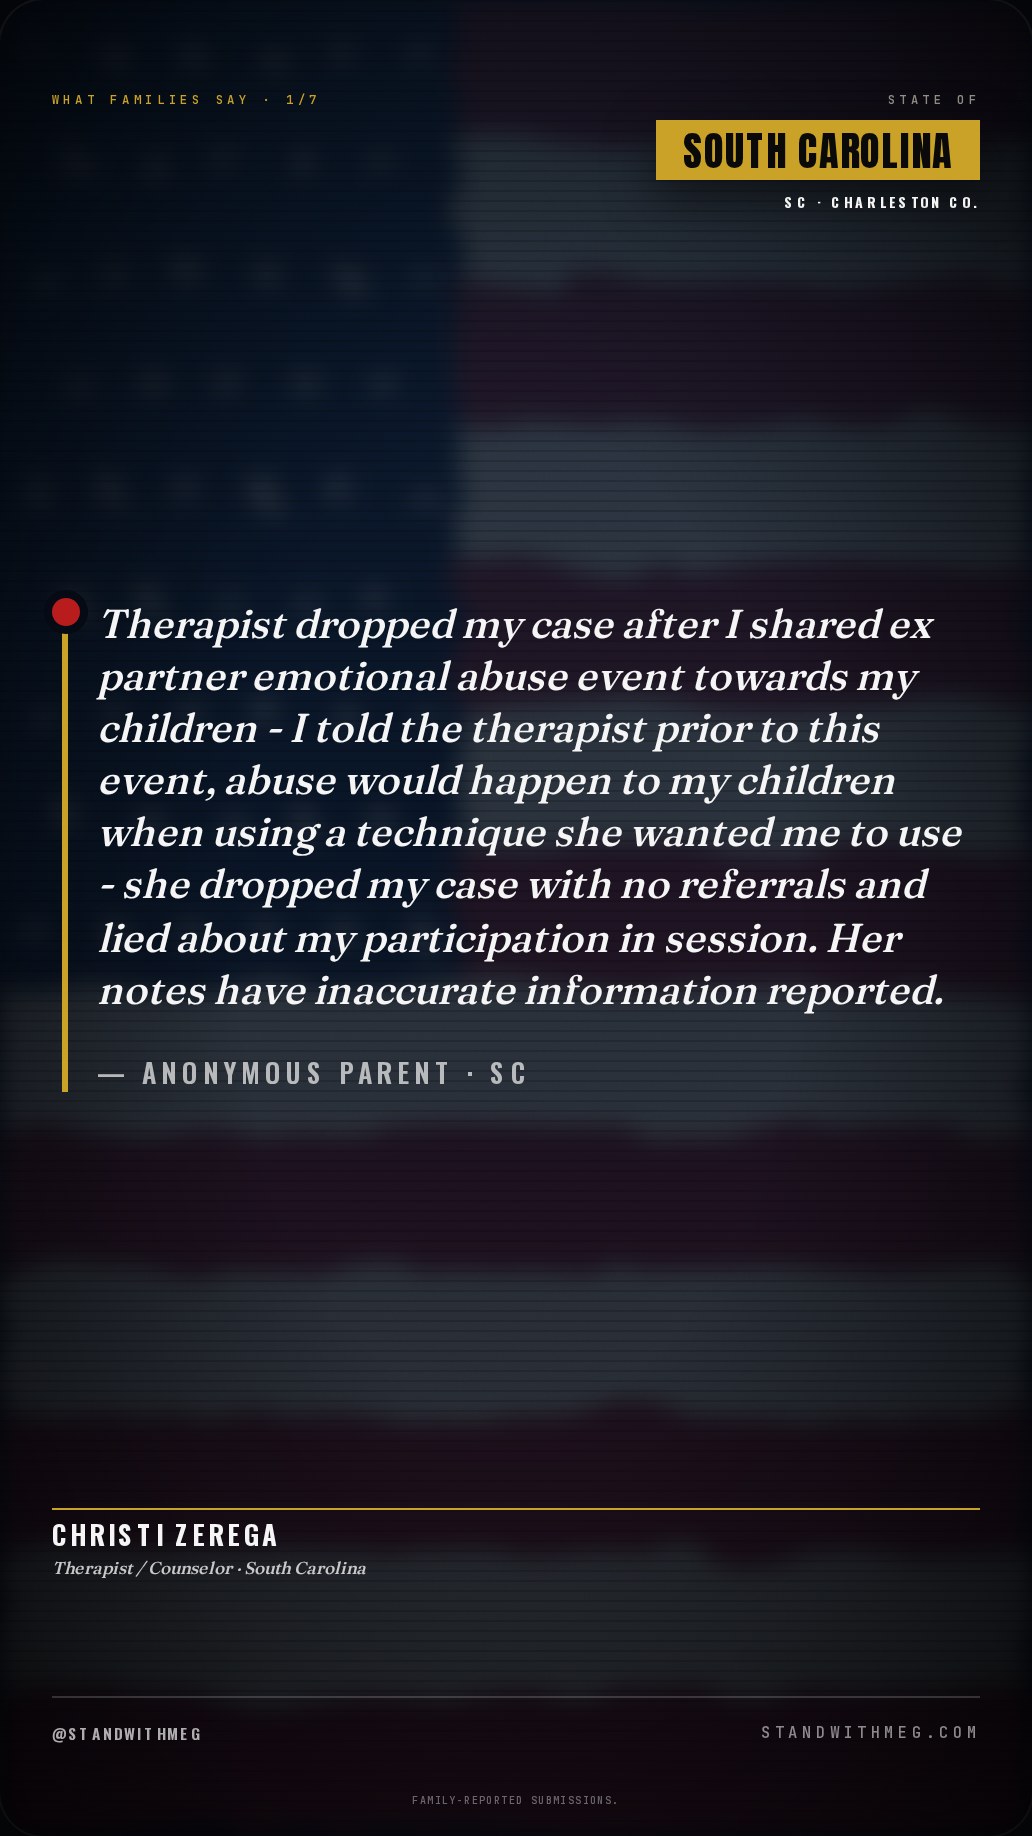 WHAT FAMILIES SAY · 1/7
STATE OF
SOUTH CAROLINA
SC · CHARLESTON CO.
Therapist dropped my case after I shared ex
partner emotional abuse event towards my
children - I told the therapist prior to this
event, abuse would happen to my children
when using a technique she wanted me to use
- she dropped my case with no referrals and
lied about my participation in session. Her
notes have inaccurate information reported.
— ANONYMOUS PARENT · SC
CHRISTI ZEREGA
Therapist / Counselor · South Carolina
@STANDWITHMEG
STANDWITHMEG.COM
FAMILY-REPORTED SUBMISSIONS.